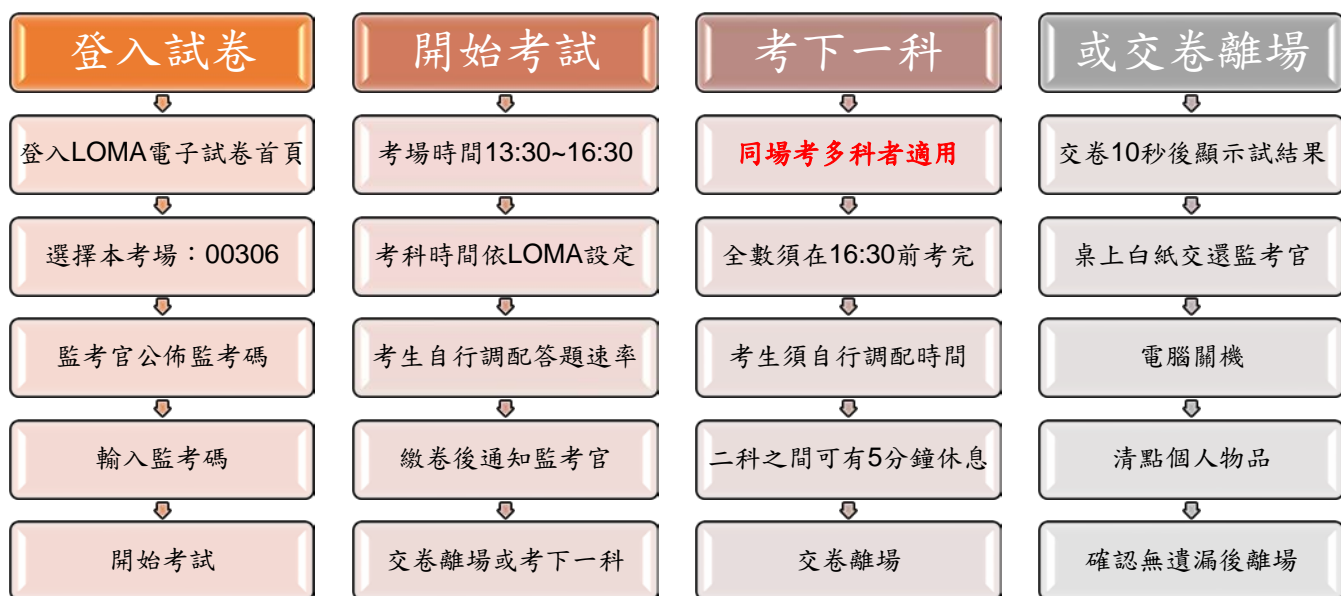 登入試卷
登入LOMA電子試卷首頁
選擇本考場：00306
監考官公佈監考碼
輸入監考碼
開始考試
開始考試
考場時間13:30~16:30
考科時間依LOMA設定
考生自行調配答題速率
繳卷後通知監考官
交卷離場或考下一科
考下一科
同場考多科者適用
全數須在16:30前考完
考生須自行調配時間
二科之間可有5分鐘休息
交卷離場
或交卷離場
交卷10秒後顯示試結果
桌上白紙交還監考官
電腦關機
清點個人物品
確認無遺漏後離場